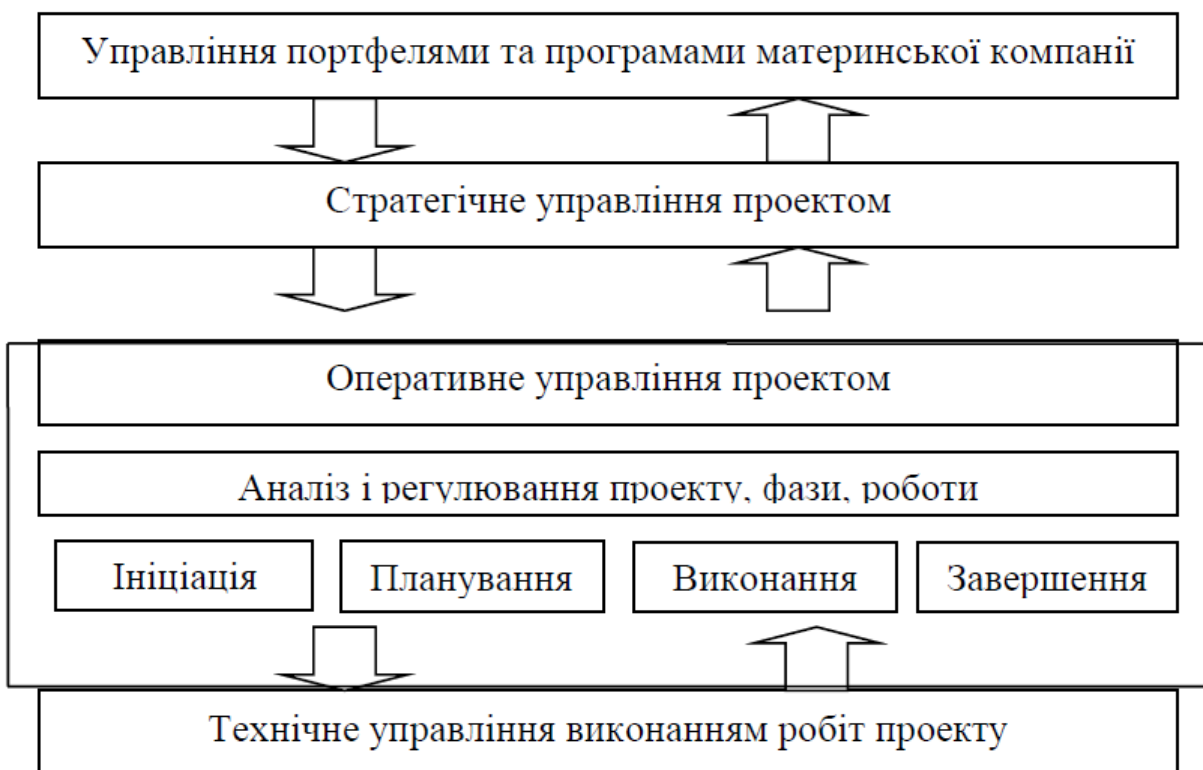 Управління портфелями та програмами материнської компанії
Стратегічне управління проектом
Оперативне управління проектом
Аналіз і регулювання проекту, фази, роботи
Ініціація
Планування
Виконання
Завершення
Технічне управління виконанням робіт проекту